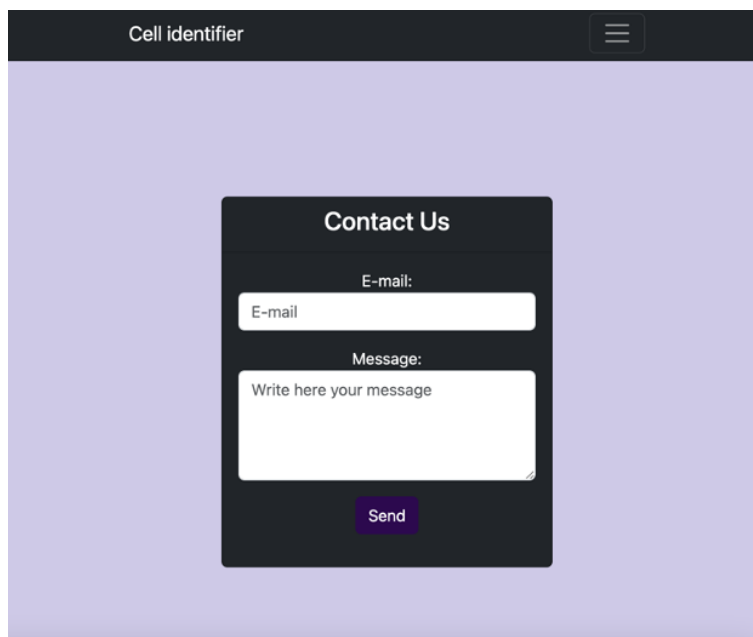 Cell identifier
Contact Us
E-mail:
E-mail
Message:
Write here your message
Send